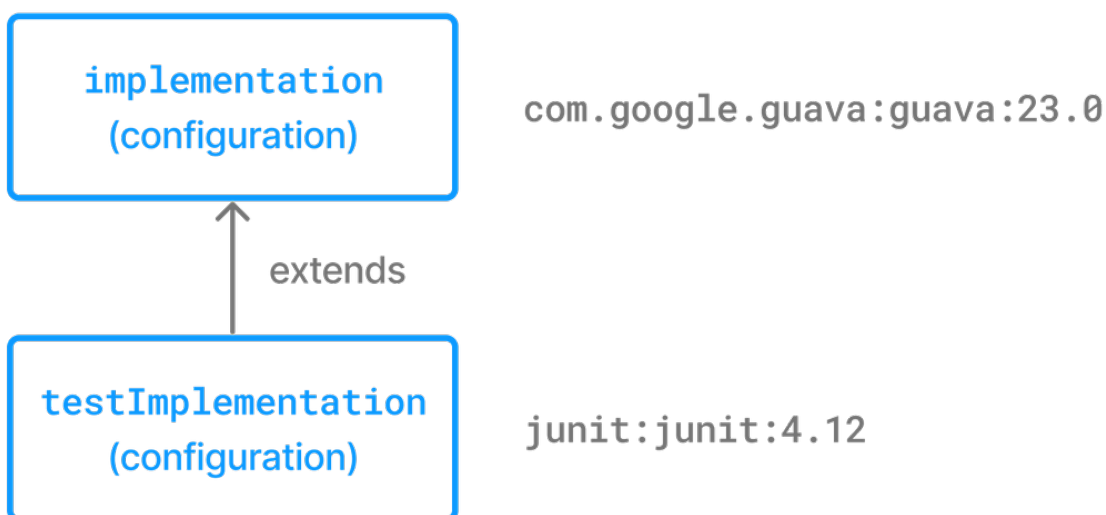 implementation
(configuration)
com.google.guava:guava:23.0
extends
testImplementation
(configuration)
junit:junit:4.12